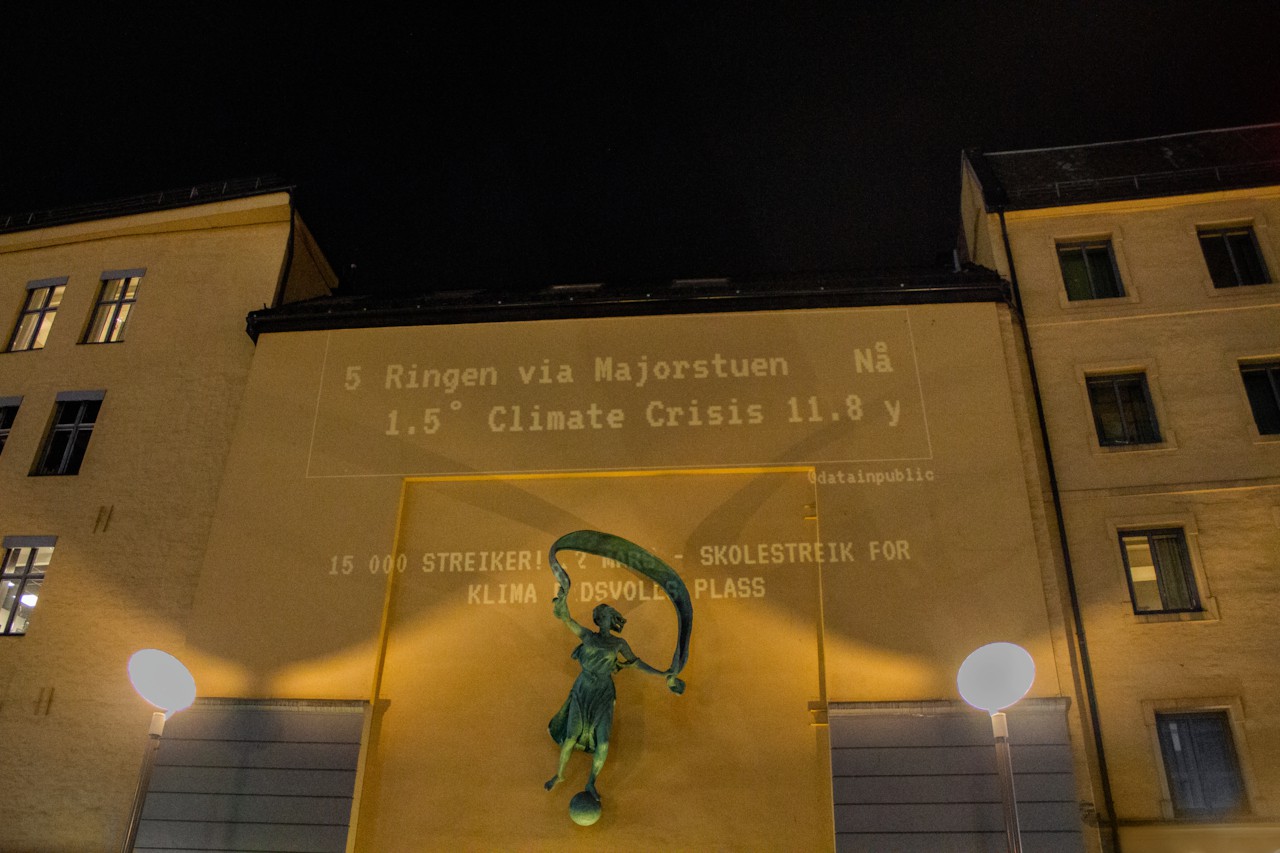 5 Ringen via Majorstuen Nå
1.5° Climate Crisis 11.8 y
@datainpublic
15 000 STREIKER! - SKOLESTREIK FOR
KLIMA PLASS